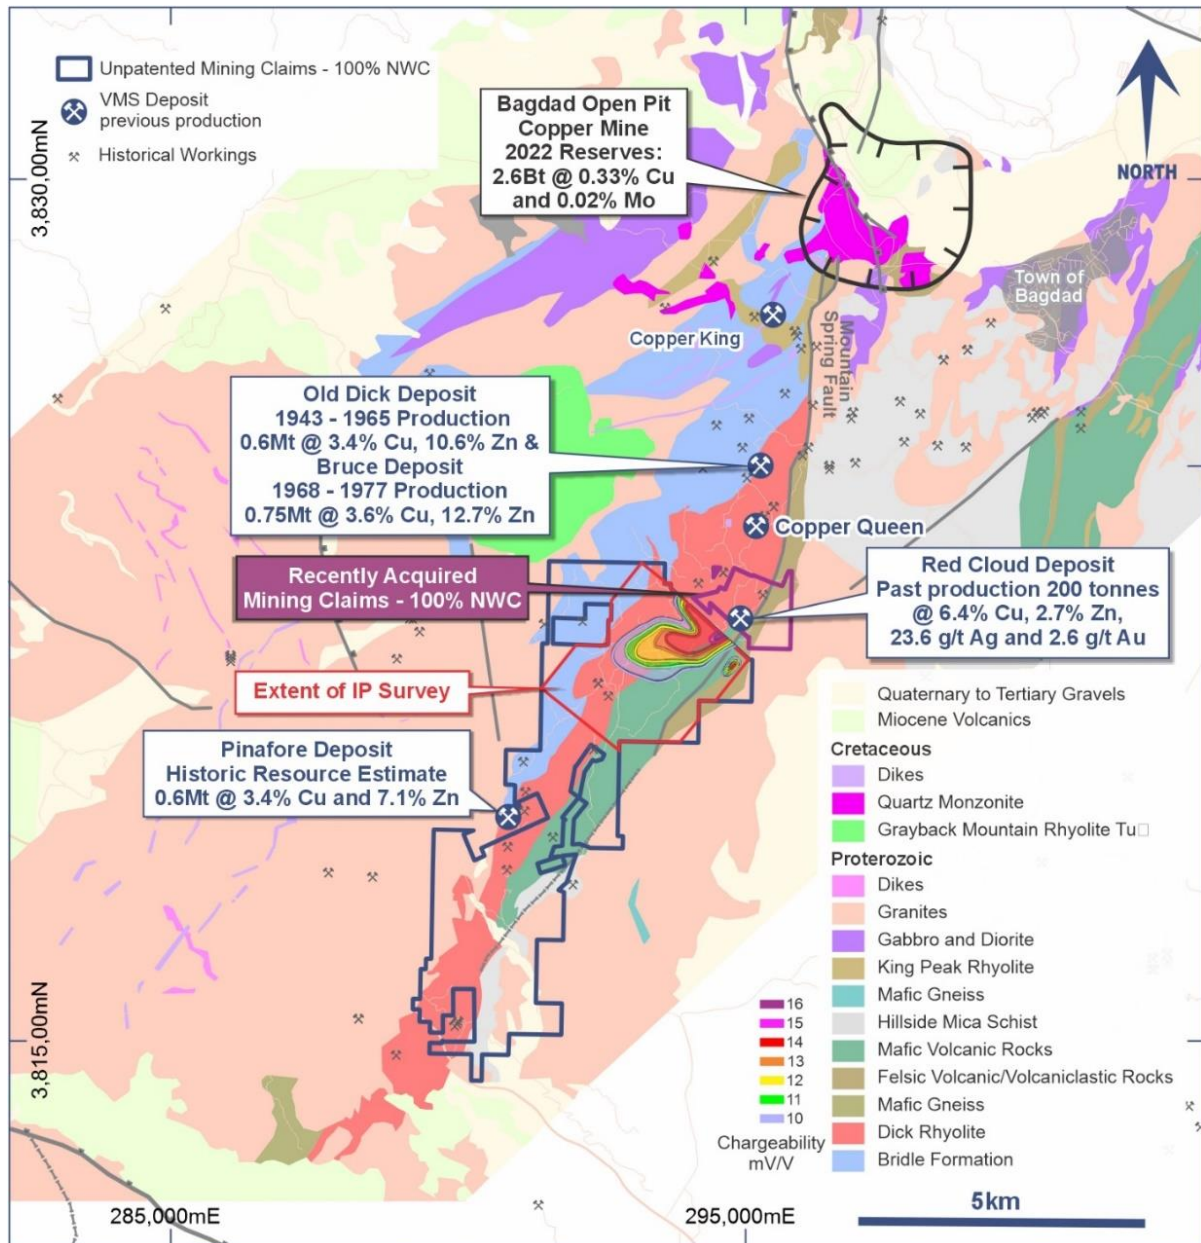 Unpatented Mining Claims - 100% NWC
VMS Deposit
previous production
Historical Workings
Bagdad Open Pit
Copper Mine
2022 Reserves:
2.6Bt @ 0.33% Cu
and 0.02% Mo
NORTH
3,830,00mN
Town of
Bagdad
Copper King
Mountain
Spring Fault
Old Dick Deposit
1943 - 1965 Production
0.6Mt @ 3.4% Cu, 10.6% Zn &
Bruce Deposit
1968 - 1977 Production
0.75Mt @ 3.6% Cu, 12.7% Zn
Copper Queen
Recently Acquired
Mining Claims - 100% NWC
Red Cloud Deposit
Past production 200 tonnes
@ 6.4% Cu, 2.7% Zn,
23.6 g/t Ag and 2.6 g/t Au
Extent of IP Survey
Pinafore Deposit
Historic Resource Estimate
0.6Mt @ 3.4% Cu and 7.1% Zn
Quaternary to Tertiary Gravels
Miocene Volcanics
Cretaceous
Dikes
Quartz Monzonite
Grayback Mountain Rhyolite Tu□
Proterozoic
Dikes
Granites
Gabbro and Diorite
King Peak Rhyolite
Mafic Gneiss
Hillside Mica Schist
Mafic Volcanic Rocks
Felsic Volcanic/Volcaniclastic Rocks
Mafic Gneiss
Dick Rhyolite
Bridle Formation
16
15
14
13
12
11
10
Chargeability
mV/V
3,815,00mN
285,000mE
295,000mE
5km